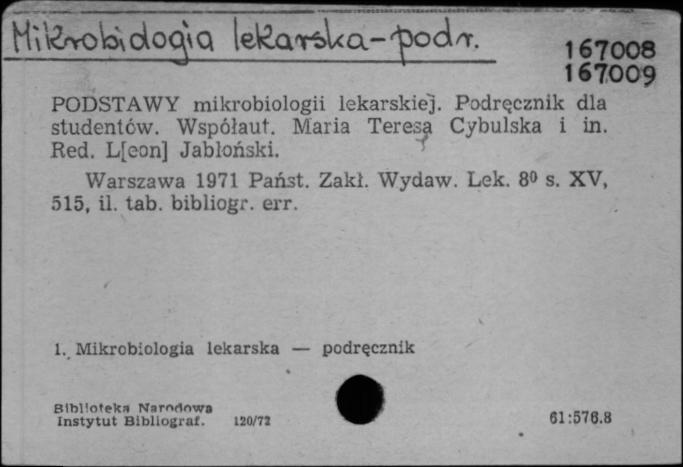 Mikrobiologia lekarska-podr.
167008
167009
PODSTAWY mikrobiologii lekarskiej. Podręcznik dla
studentów. Współaut. Maria Teresa Cybulska i in.
Red. L[eon] Jabłoński.
Warszawa 1971 Państ. Zakł. Wydaw. Lek. 8⁰ s. XV,
515, il. tab. bibliogr. err.
1. Mikrobiologia lekarska — podręcznik
Biblioteka Narodowa
Instytut Bibliograf. 120/72
61:576.8